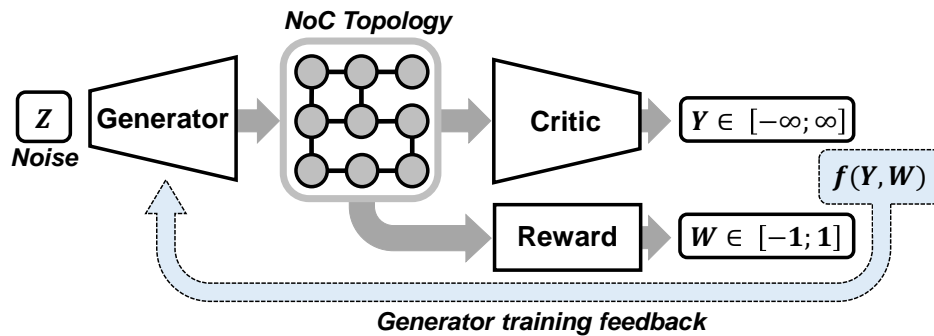 NoC Topology
Z
Noise
Generator
Critic
Y ∈ [−∞; ∞]
f(Y, W)
Reward
W ∈ [−1; 1]
Generator training feedback